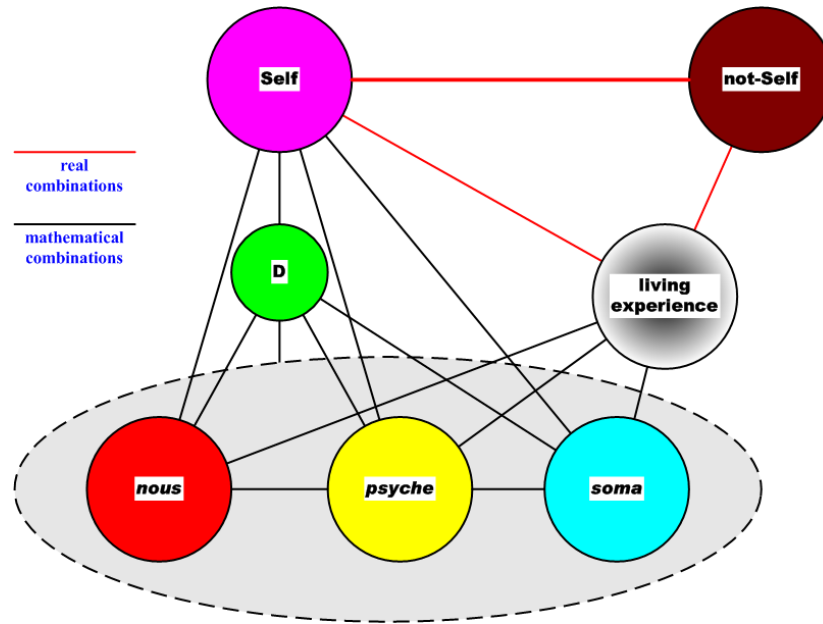 Self
not-Self
real
combinations
mathematical
combinations
D
living
experience
nous
psyche
soma